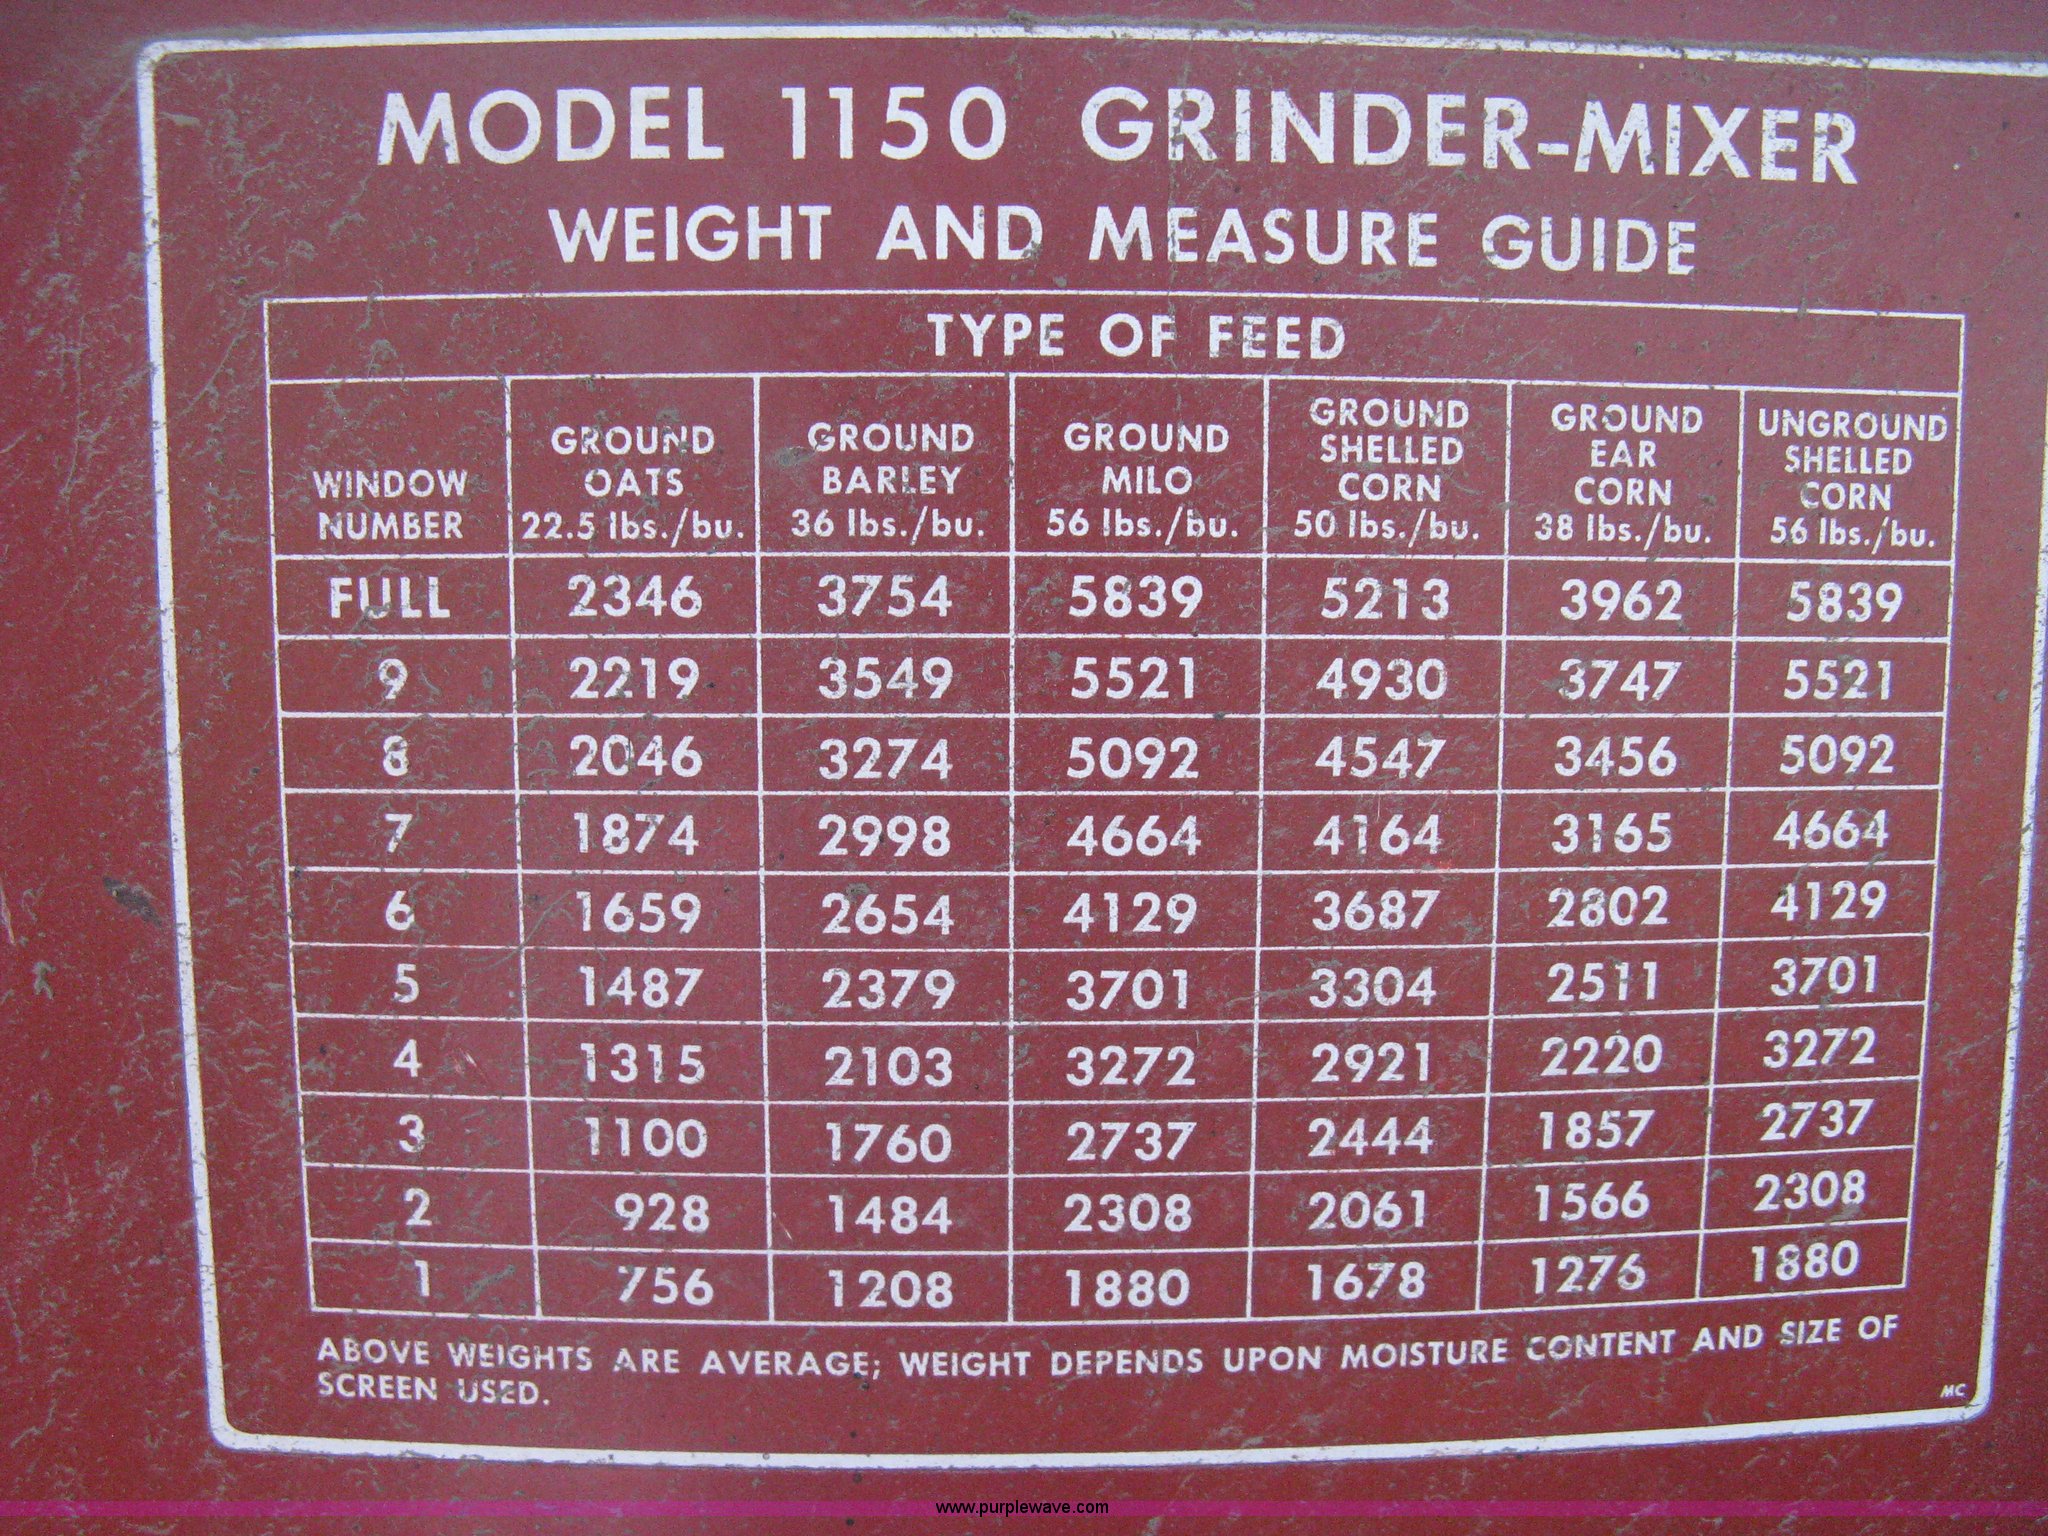 MODEL 1150 GRINDER-MIXER
WEIGHT AND MEASURE GUIDE
TYPE OF FEED
WINDOW NUMBER GROUND OATS 22.5 lbs./bu. GROUND BARLEY 36 lbs./bu. GROUND MILO 56 lbs./bu. GROUND SHELLED CORN 50 lbs./bu. GROUND EAR CORN 38 lbs./bu. UNGROUND SHELLED CORN 56 lbs./bu.
FULL 2346 3754 5839 5213 3962 5839
9 2219 3549 5521 4930 3747 5521
8 2046 3274 5092 4547 3456 5092
7 1874 2998 4664 4164 3165 4664
6 1659 2654 4129 3687 2802 4129
5 1487 2379 3701 3304 2511 3701
4 1315 2103 3272 2921 2220 3272
3 1100 1760 2737 2444 1857 2737
2 928 1484 2308 2061 1566 2308
1 756 1208 1880 1678 1276 1880
ABOVE WEIGHTS ARE AVERAGE; WEIGHT DEPENDS UPON MOISTURE CONTENT AND SIZE OF
SCREEN USED.
MC
www.purplewave.com